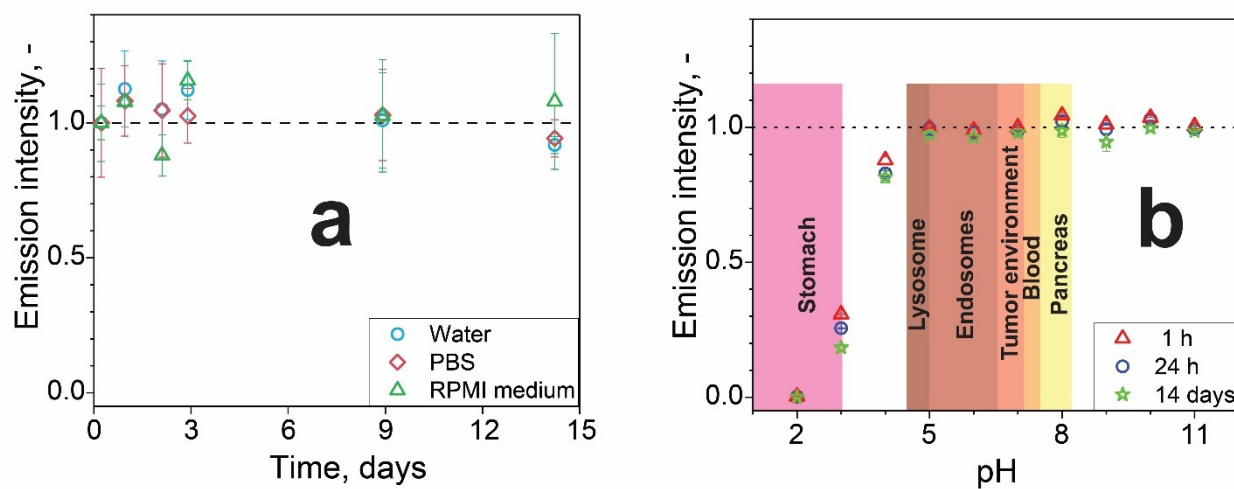 Emission intensity, -
1.0
0.5
0.0
a
Water
PBS
RPMI medium
0 3 6 9 12 15
Time, days
Emission intensity, -
1.0
0.5
0.0
Stomach
Lysosome
Endosomes
Tumor environment
Blood
Pancreas
b
1 h
24 h
14 days
2 5 8 11
pH